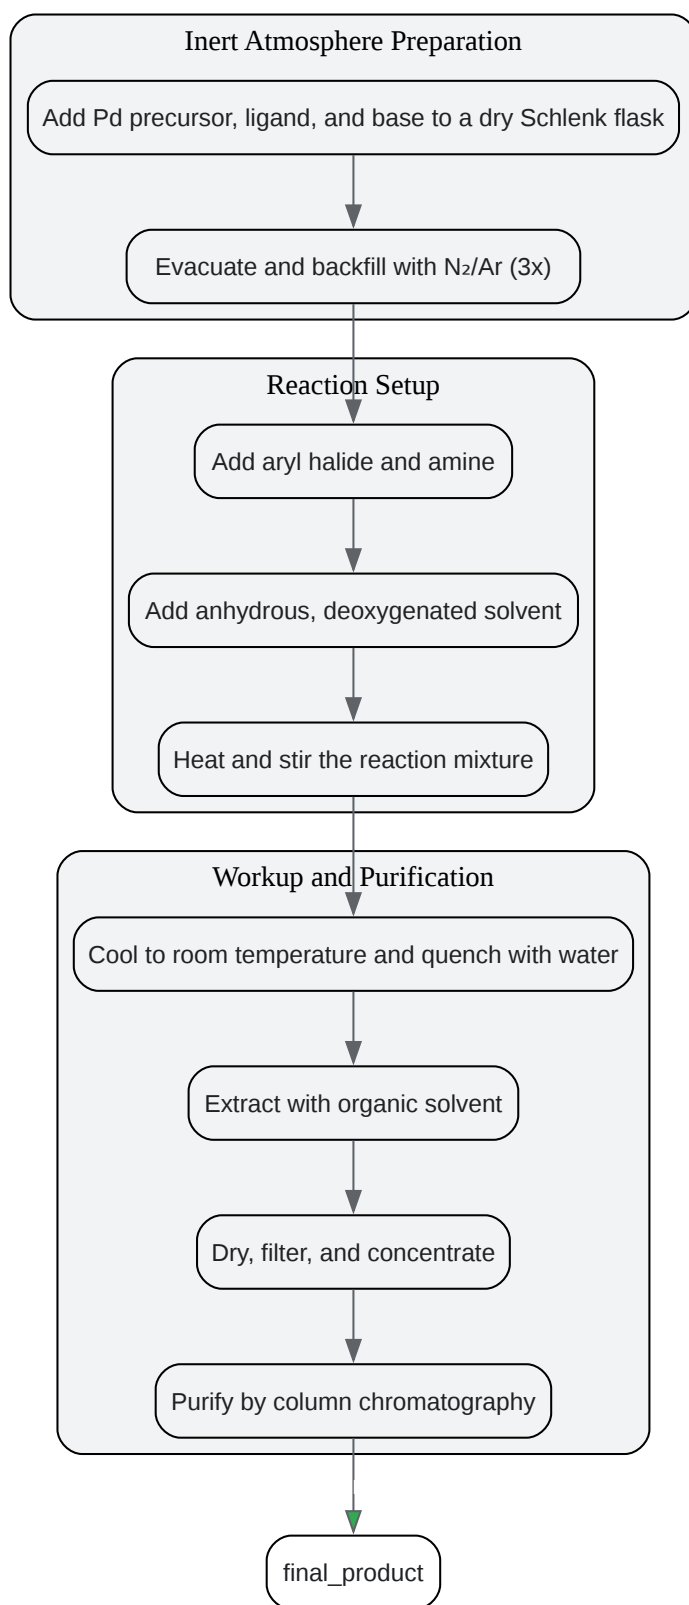 Inert Atmosphere Preparation
Add Pd precursor, ligand, and base to a dry Schlenk flask
Evacuate and backfill with N₂/Ar (3x)
Reaction Setup
Add aryl halide and amine
Add anhydrous, deoxygenated solvent
Heat and stir the reaction mixture
Workup and Purification
Cool to room temperature and quench with water
Extract with organic solvent
Dry, filter, and concentrate
Purify by column chromatography
final_product